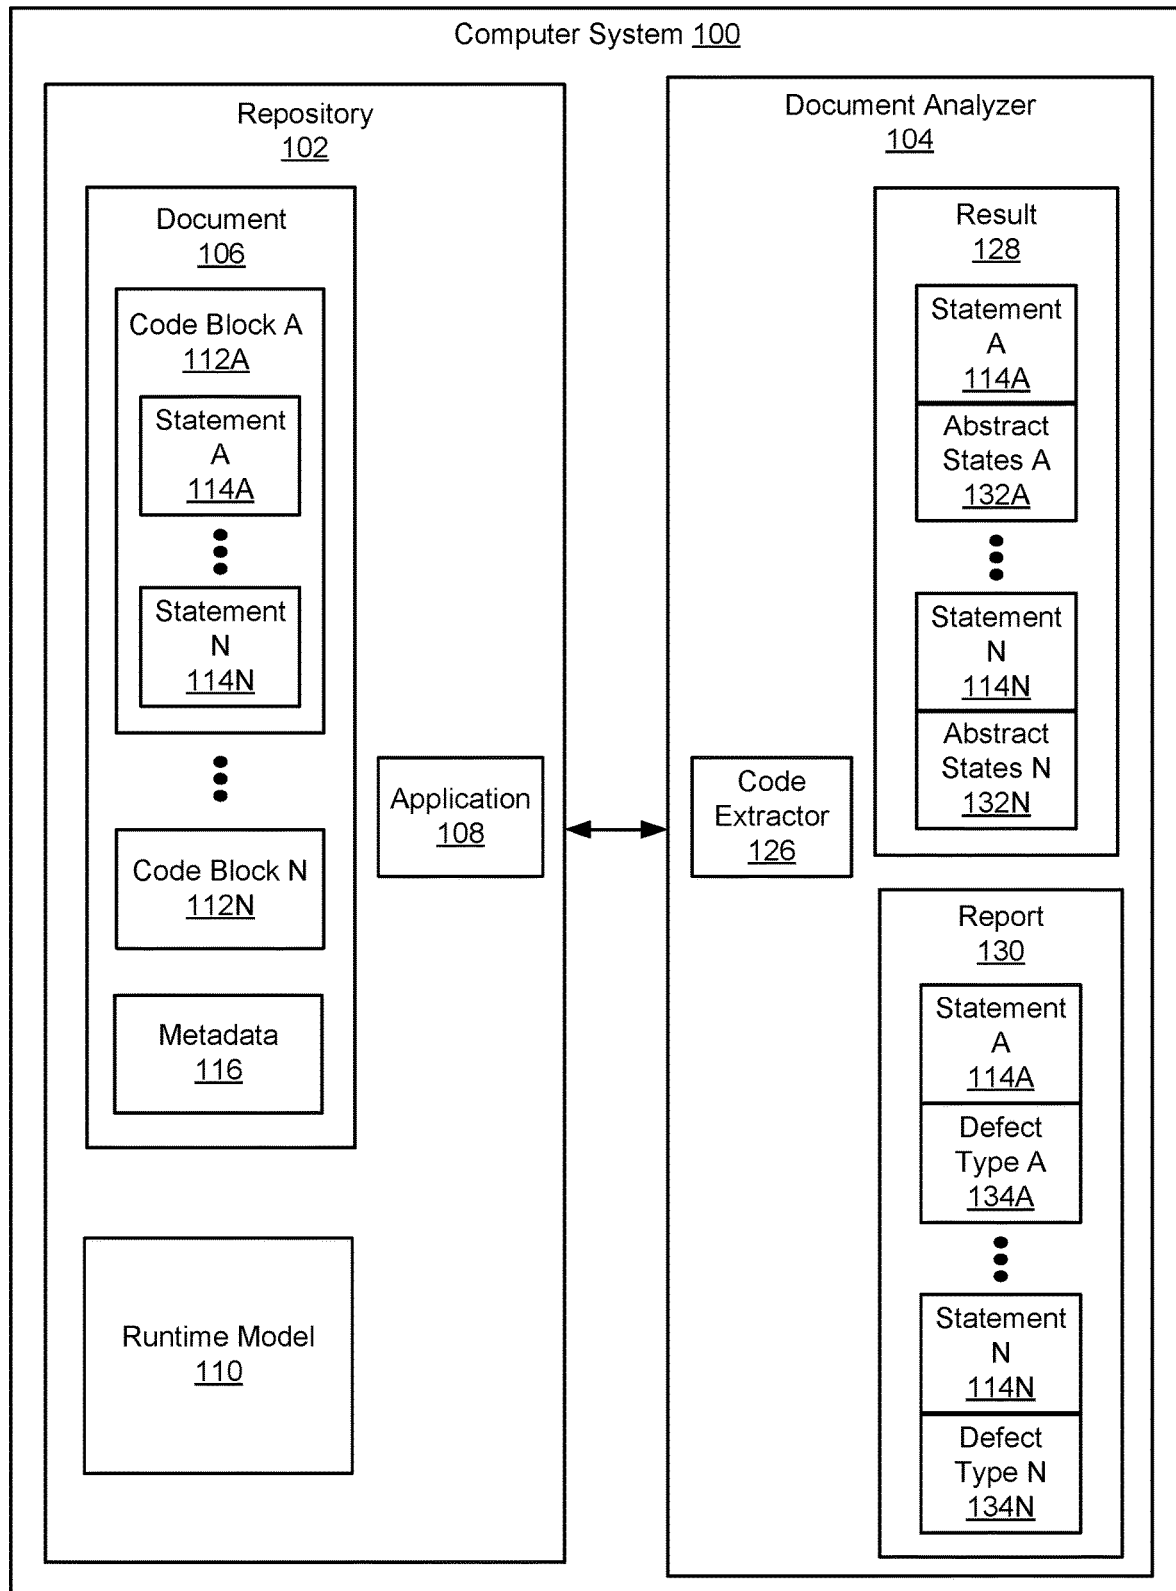 Computer System 100
Repository
102
Document
106
Code Block A
112A
Statement
A
114A
Statement
N
114N
Code Block N
112N
Metadata
116
Application
108
Runtime Model
110
Document Analyzer
104
Code
Extractor
126
Result
128
Statement
A
114A
Abstract
States A
132A
Statement
N
114N
Abstract
States N
132N
Report
130
Statement
A
114A
Defect
Type A
134A
Statement
N
114N
Defect
Type N
134N